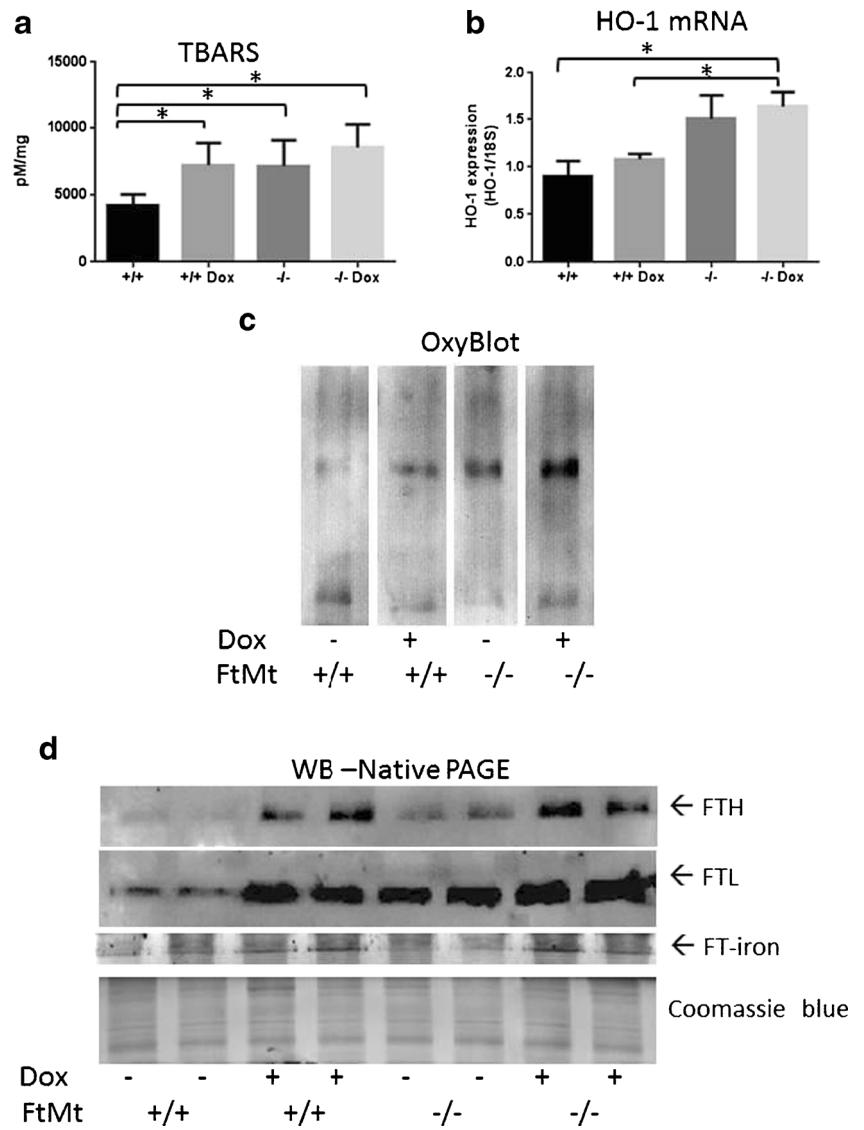 a
TBARS
15000
10000
5000
0
pM/mg
*
*
*
+/+
+/+ Dox
-/-
-/- Dox
b
HO-1 mRNA
2.0
1.5
1.0
0.5
0.0
HO-1 expression
(HO-1/18S)
*
*
+/+
+/+ Dox
-/-
-/- Dox
c
OxyBlot
Dox - + - +
FtMt +/+ +/+ -/- -/-
d
WB –Native PAGE
← FTH
← FTL
← FT-iron
Coomassie blue
Dox - - + + - - + +
FtMt +/+ +/+ -/- -/-